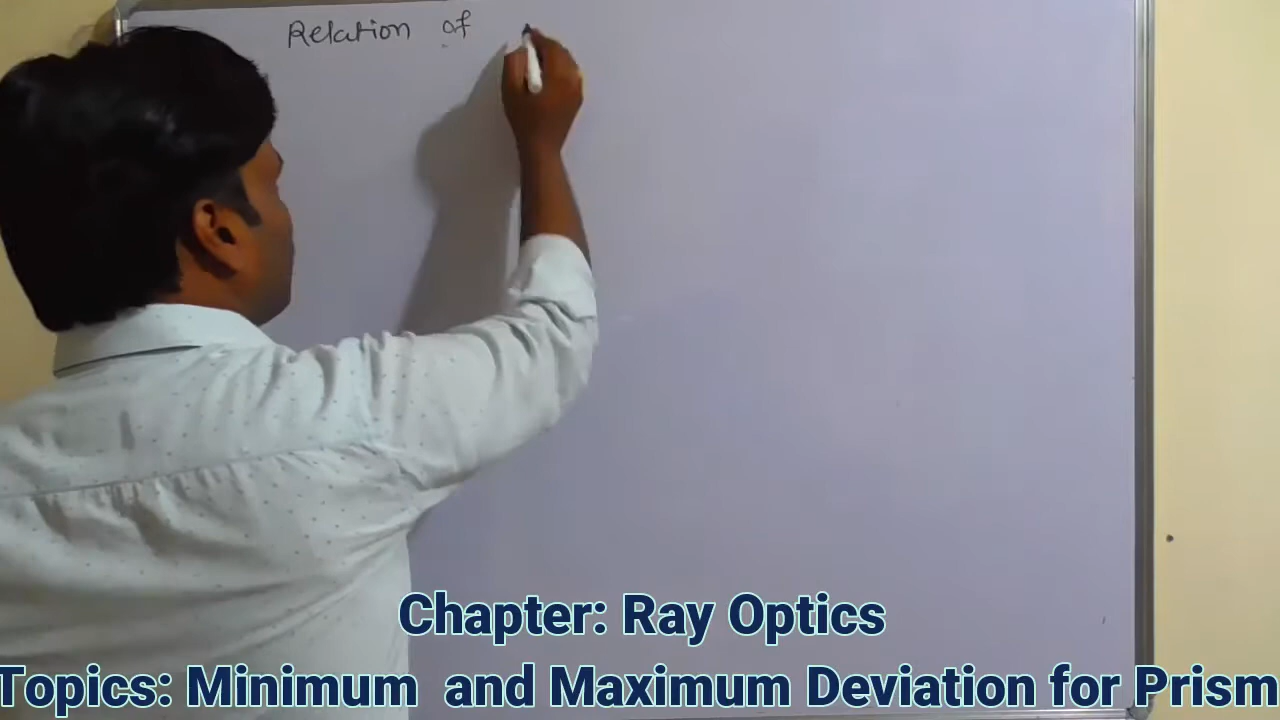 Relation of
Chapter: Ray Optics
Topics: Minimum and Maximum Deviation for Prism